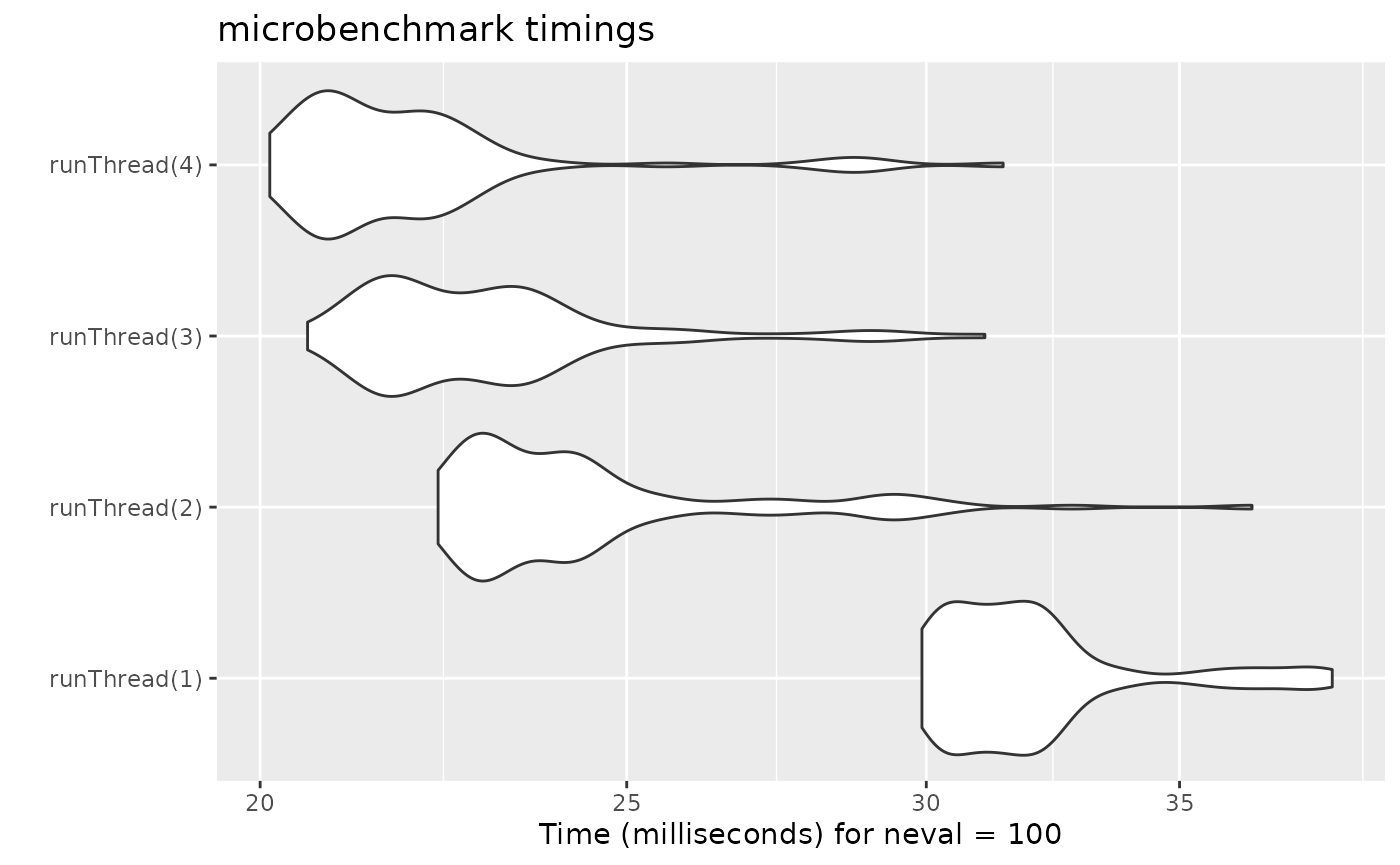 microbenchmark timings
runThread(4)
runThread(3)
runThread(2)
runThread(1)
20 25 30 35
Time (milliseconds) for neval = 100